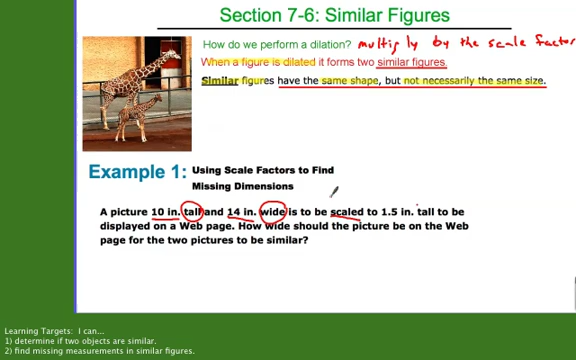 Section 7-6: Similar Figures
How do we perform a dilation? multiply by the scale factor
When a figure is dilated it forms two similar figures.
Similar figures have the same shape, but not necessarily the same size.
Example 1: Using Scale Factors to Find
Missing Dimensions
A picture 10 in. tall and 14 in. wide is to be scaled to 1.5 in. tall to be
displayed on a Web page. How wide should the picture be on the Web
page for the two pictures to be similar?
Learning Targets: I can...
1) determine if two objects are similar.
2) find missing measurements in similar figures.